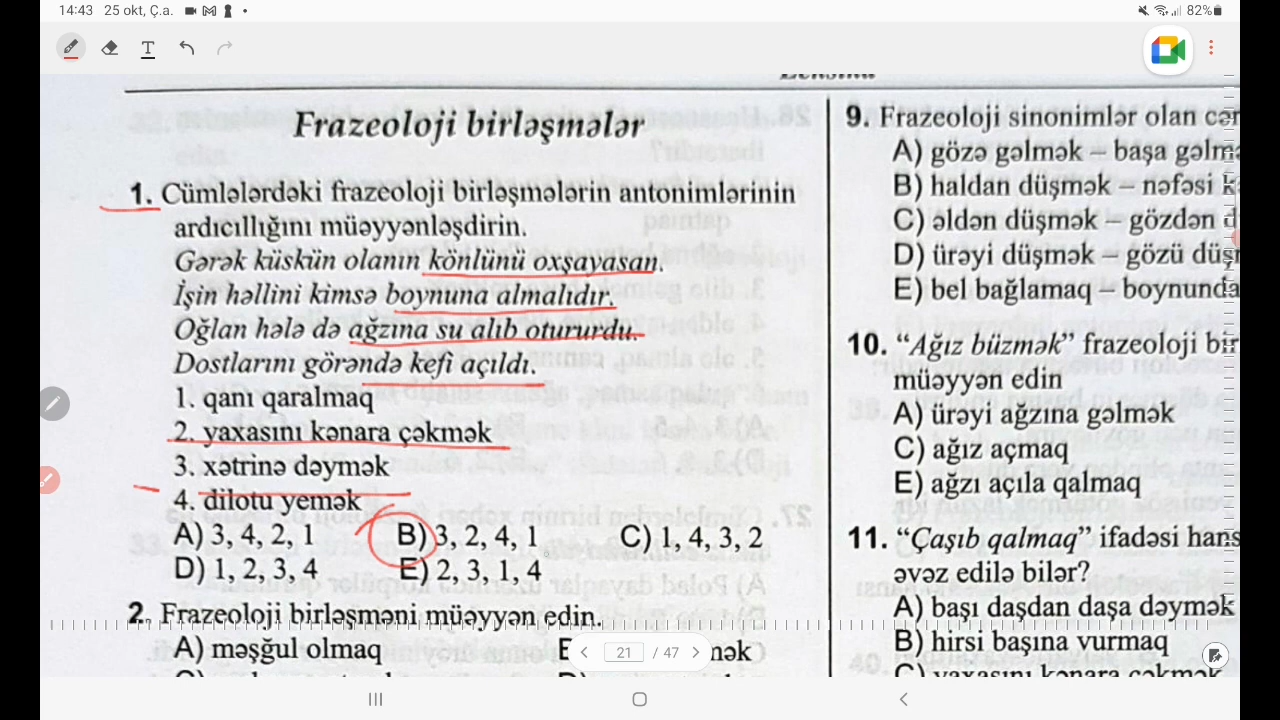 14:43 25 okt, Ç.a.
82%
T
Frazeoloji birləşmələr
1. Cümlələrdəki frazeoloji birləşmələrin antonimlərinin
ardıcıllığını müəyyənləşdirin.
Gərək küskün olanın könlünü oxşayasan.
İşin həllini kimsə boynuna almalıdır.
Oğlan hələ də ağzına su alıb otururdu.
Dostlarını görəndə kefi açıldı.
1. qanı qaralmaq
2. yaxasını kənara çəkmək
3. xətrinə dəymək
4. dilotu yemək
A) 3, 4, 2, 1 B) 3, 2, 4, 1 C) 1, 4, 3, 2
D) 1, 2, 3, 4 E) 2, 3, 1, 4
2. Frazeoloji birləşməni müəyyən edin.
A) məşğul olmaq
mək
21 / 47
9. Frazeoloji sinonimlər olan
A) gözə gəlmək – başa
B) haldan düşmək – nəfəsi
C) əldən düşmək – gözdən
D) ürəyi düşmək – gözü
E) bel bağlamaq –
10. “Ağız büzmək” frazeoloji
müəyyən edin
A) ürəyi ağzına gəlmək
C) ağız açmaq
E) ağzı açıla qalmaq
11. “Çaşıb qalmaq” ifadəsi
əvəz edilə bilər?
A) başı daşdan daşa dəymək
B) hirsi başına vurmaq
C) yaxasını kənara çəkmək